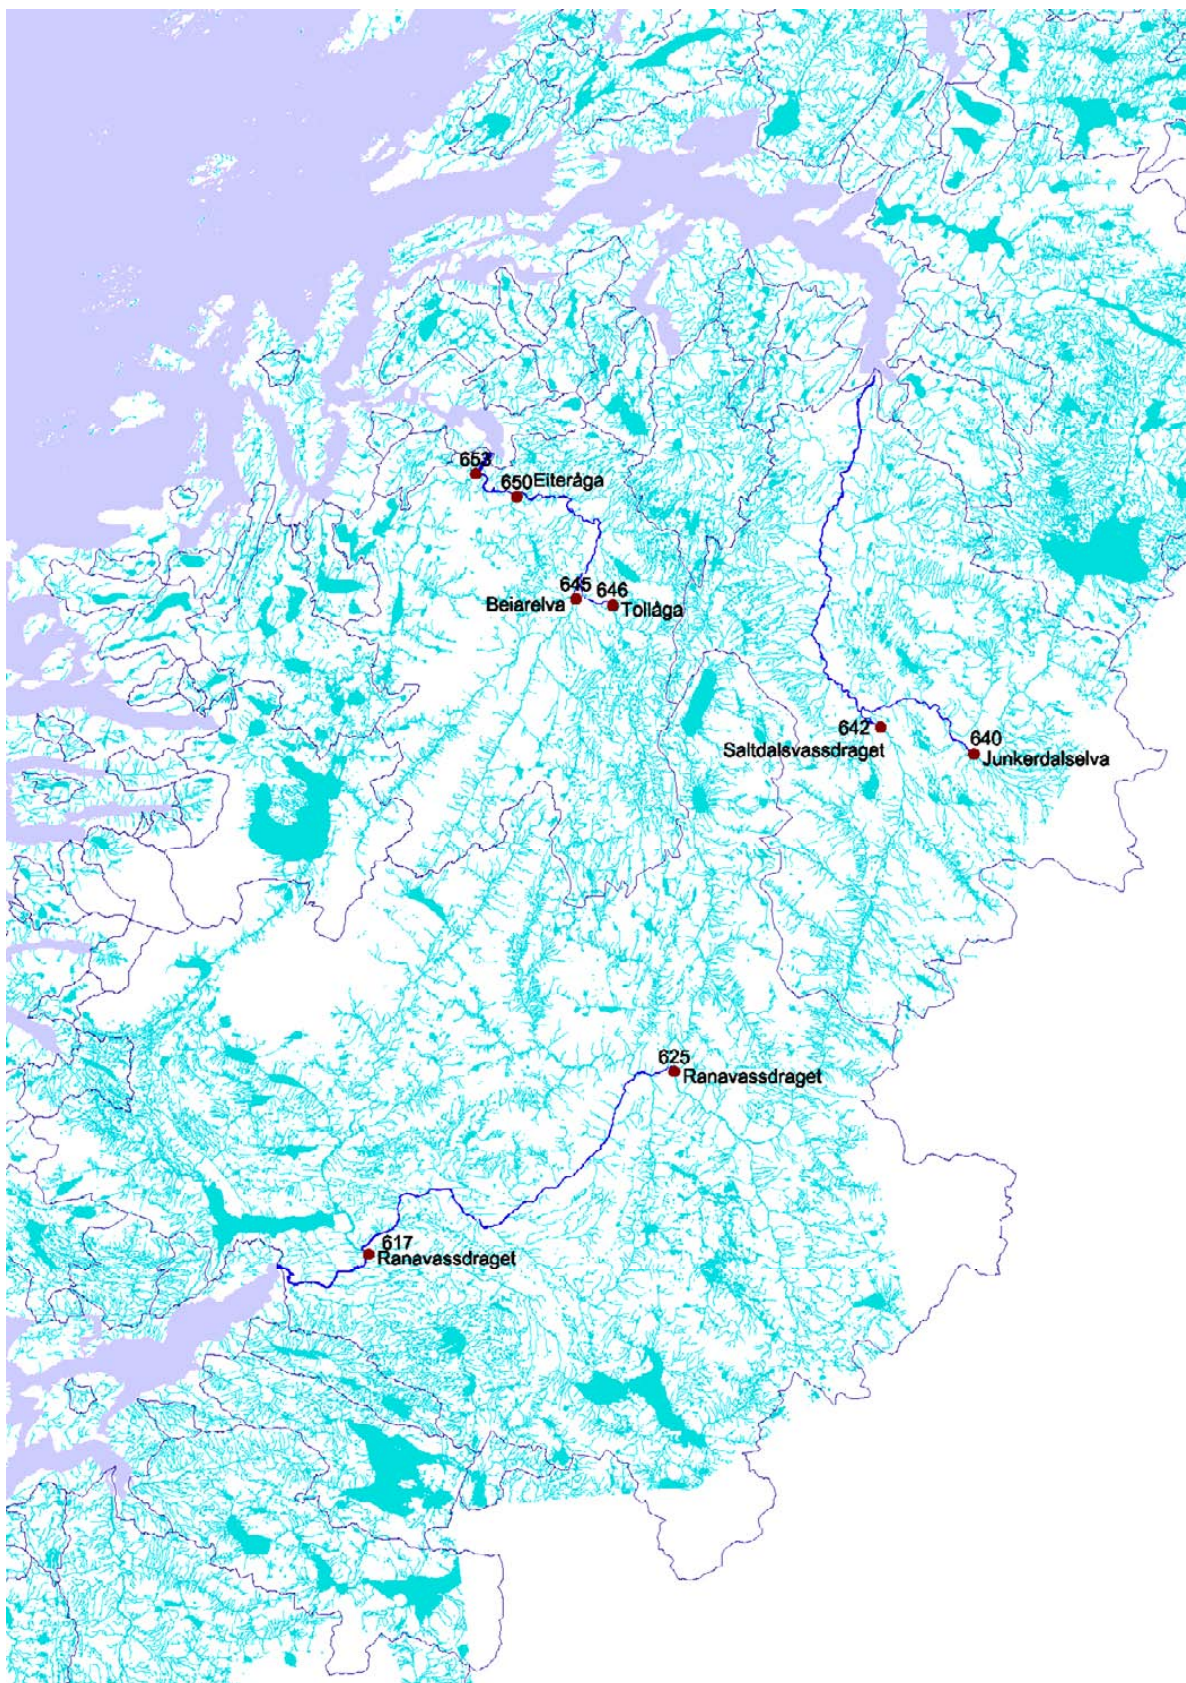 653
650 Eiteråga
645 646
Beiarelva Tollåga
642
Saltdalsvassdraget
640
Junkerdalselva
625
Ranavassdraget
617
Ranavassdraget